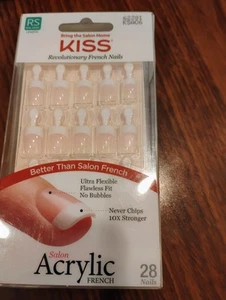 RS
Bring the Salon Home
KISS
Revolutionary French Nails
Better Than Salon French
Ultra Flexible
Flawless Fit
No Bubbles
Never Chips
10X Stronger
Salon
Acrylic
FRENCH
28
Nails